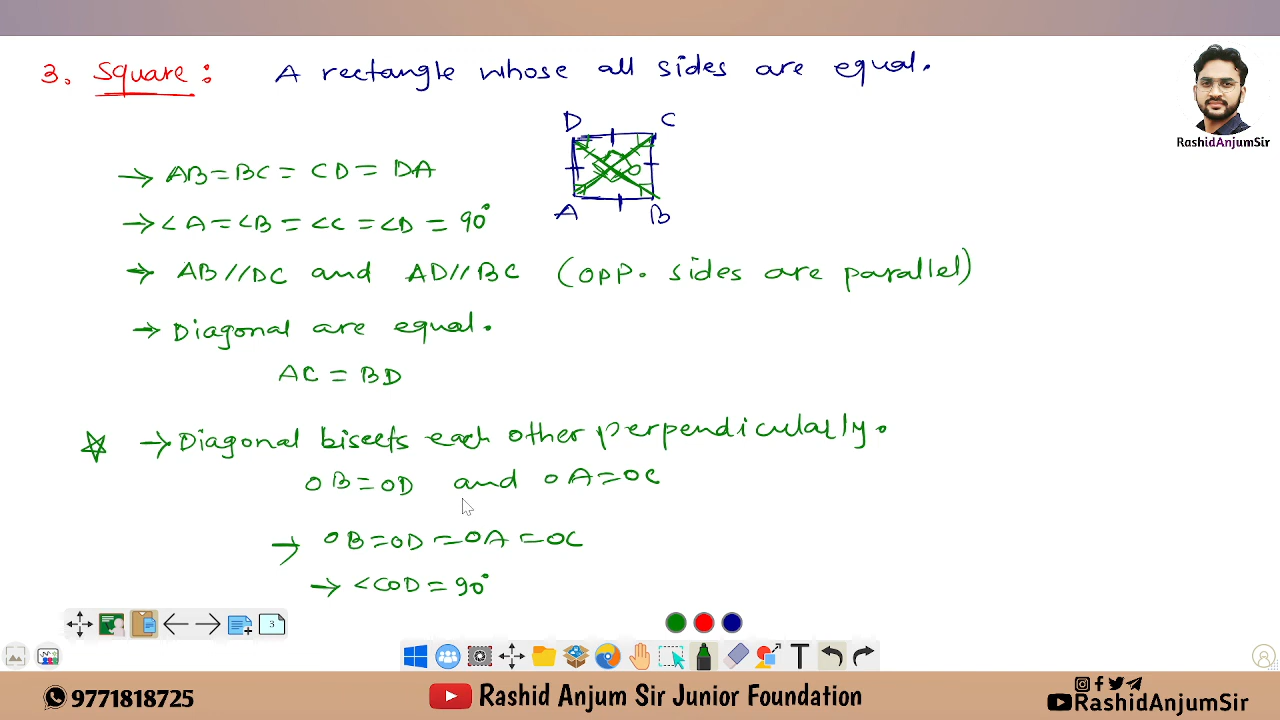 3. Square: A rectangle whose all sides are equal.
RashidAnjumSir
D C
O
A B
→ AB = BC = CD = DA
→ ∠A = ∠B = ∠C = ∠D = 90°
→ AB // DC and AD // BC (opp. sides are parallel)
→ Diagonal are equal.
AC = BD
☆ → Diagonal bisects each other perpendicularly.
OB = OD and OA = OC
→ OB = OD = OA = OC
→ ∠COD = 90°
3
T
9771818725
Rashid Anjum Sir Junior Foundation
RashidAnjumSir